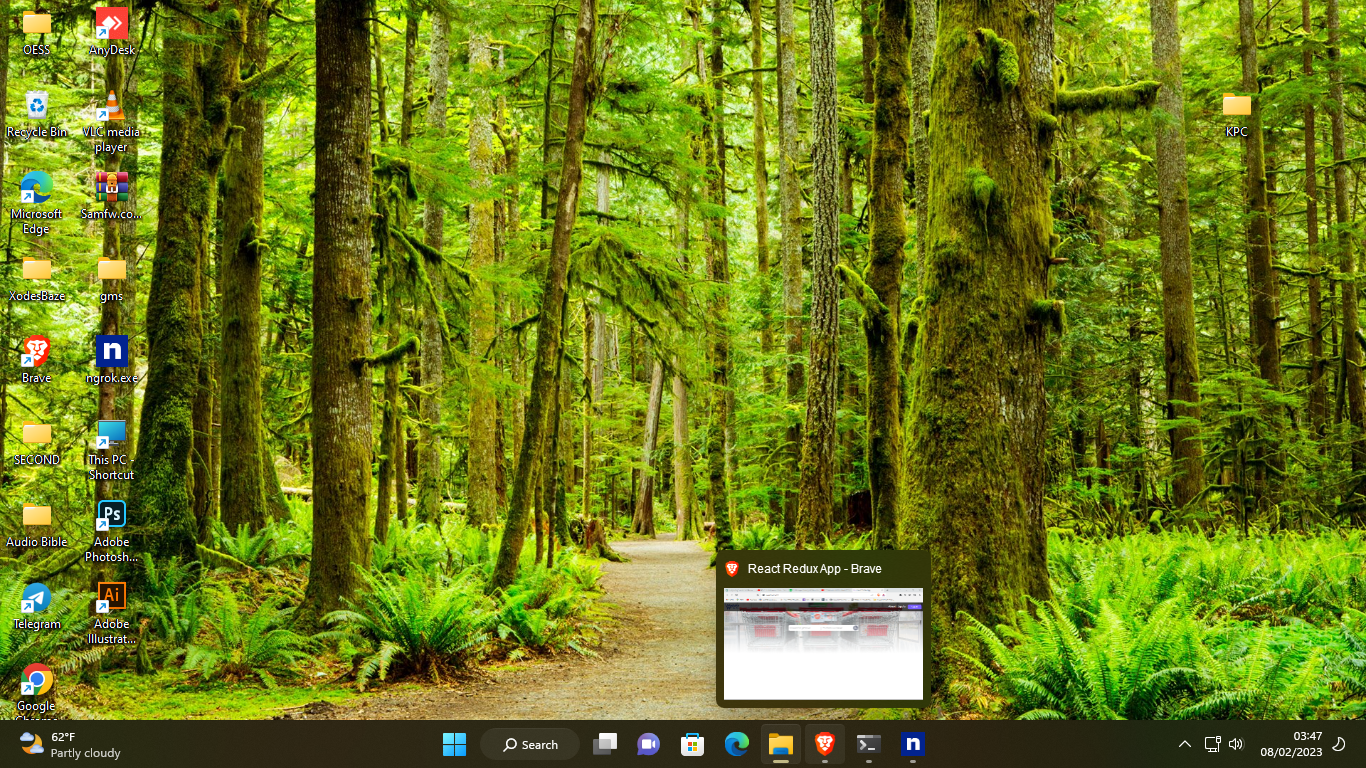 OESS
AnyDesk
Recycle Bin
VLC media
player
Microsoft
Edge
Samfw.co...
XodesBaze
gms
Brave
ngrok.exe
SECOND
This PC -
Shortcut
Audio Bible
Ps
Adobe
Photosh...
Telegram
Ai
Adobe
Illustrat...
Google
KPC
React Redux App - Brave
62°F
Partly cloudy
Search
03:47
08/02/2023